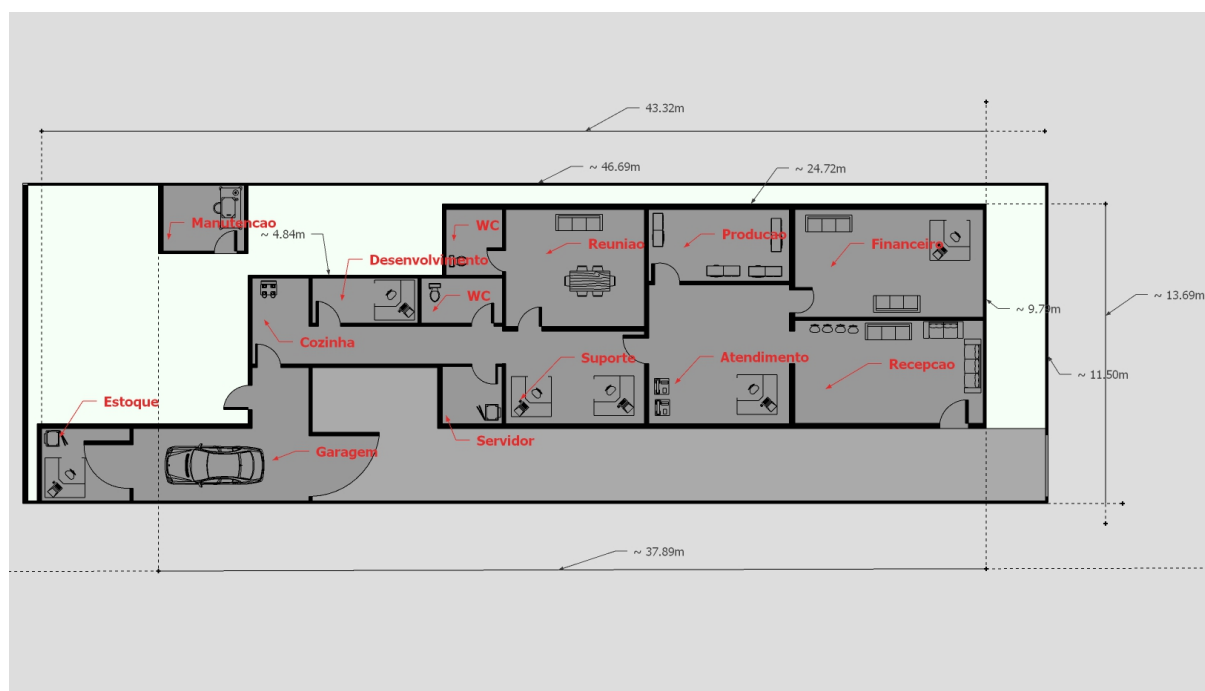 43.32m
~ 46.69m
~ 24.72m
Manutencao
~ 4.84m
WC
Reuniao
Producao
Financeiro
Desenvolvimento
WC
~ 13.69m
~ 9.79m
Cozinha
Suporte
Atendimento
Recepcao
~ 11.50m
Estoque
Servidor
Garagem
~ 37.89m